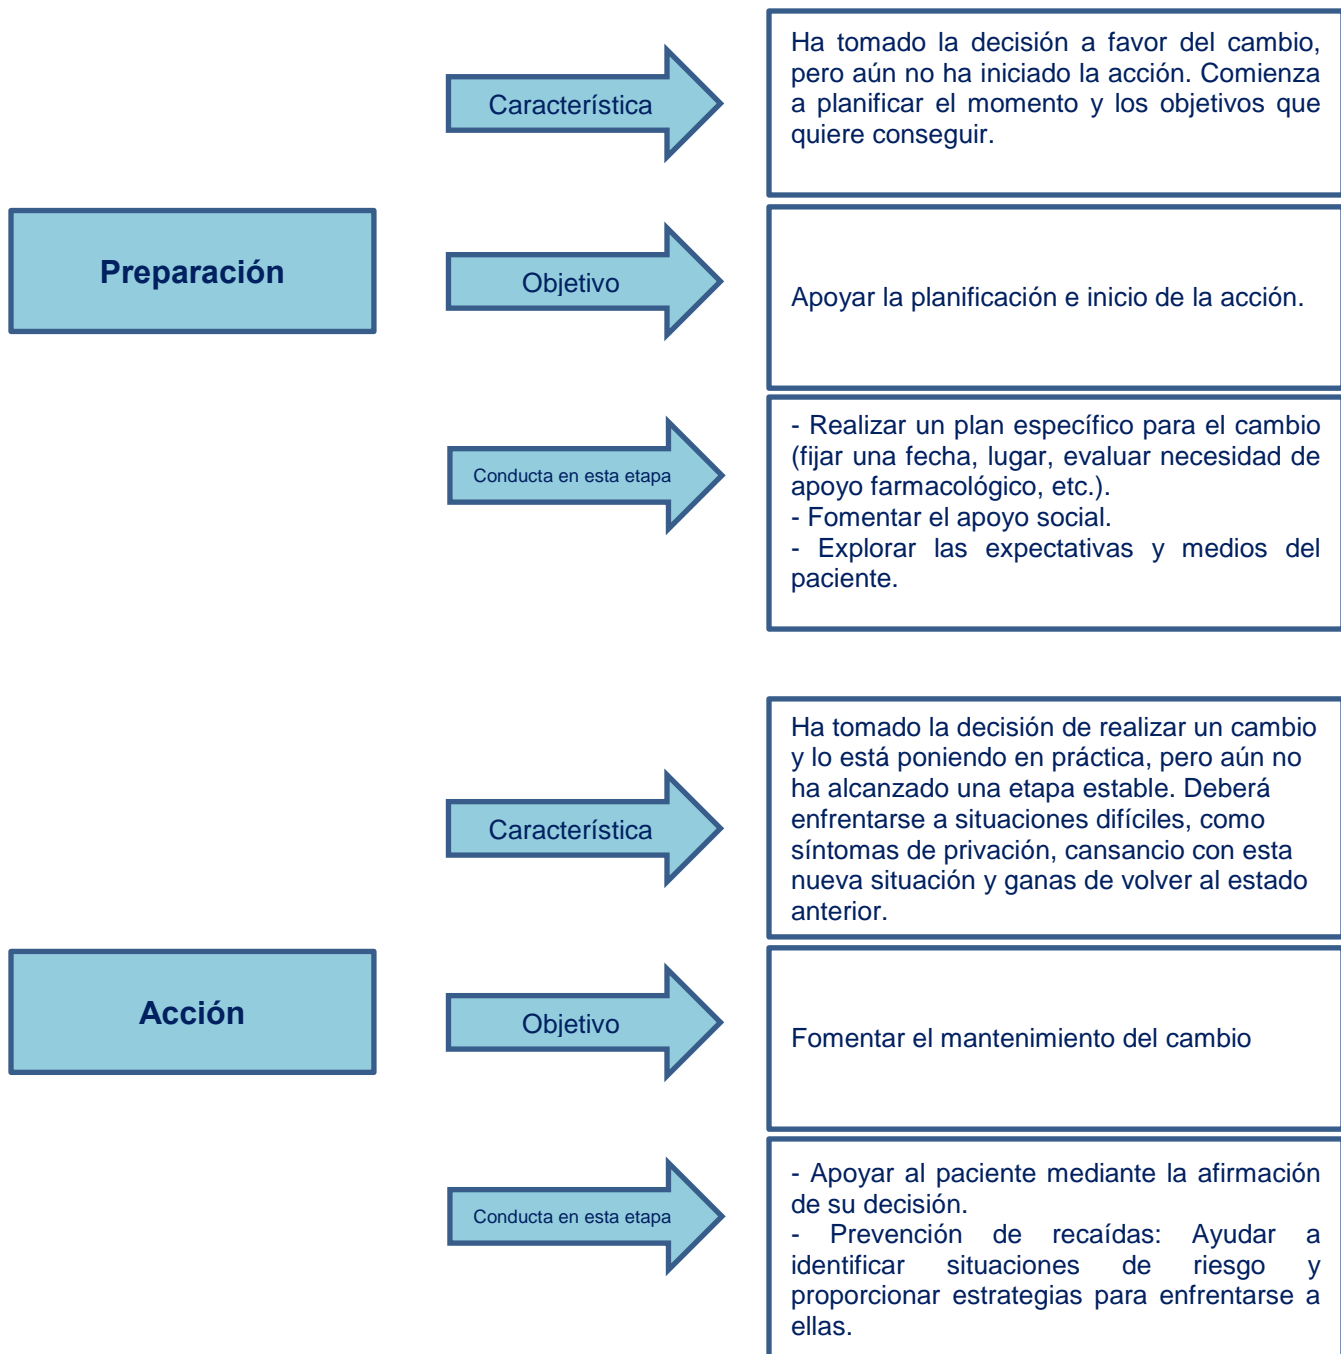 Característica
Ha tomado la decisión a favor del cambio,
pero aún no ha iniciado la acción. Comienza
a planificar el momento y los objetivos que
quiere conseguir.
Preparación
Objetivo
Apoyar la planificación e inicio de la acción.
Conducta en esta etapa
- Realizar un plan específico para el cambio
(fijar una fecha, lugar, evaluar necesidad de
apoyo farmacológico, etc.).
- Fomentar el apoyo social.
- Explorar las expectativas y medios del
paciente.
Característica
Ha tomado la decisión de realizar un cambio
y lo está poniendo en práctica, pero aún no
ha alcanzado una etapa estable. Deberá
enfrentarse a situaciones difíciles, como
síntomas de privación, cansancio con esta
nueva situación y ganas de volver al estado
anterior.
Acción
Objetivo
Fomentar el mantenimiento del cambio
Conducta en esta etapa
- Apoyar al paciente mediante la afirmación
de su decisión.
- Prevención de recaídas: Ayudar a
identificar situaciones de riesgo y
proporcionar estrategias para enfrentarse a
ellas.